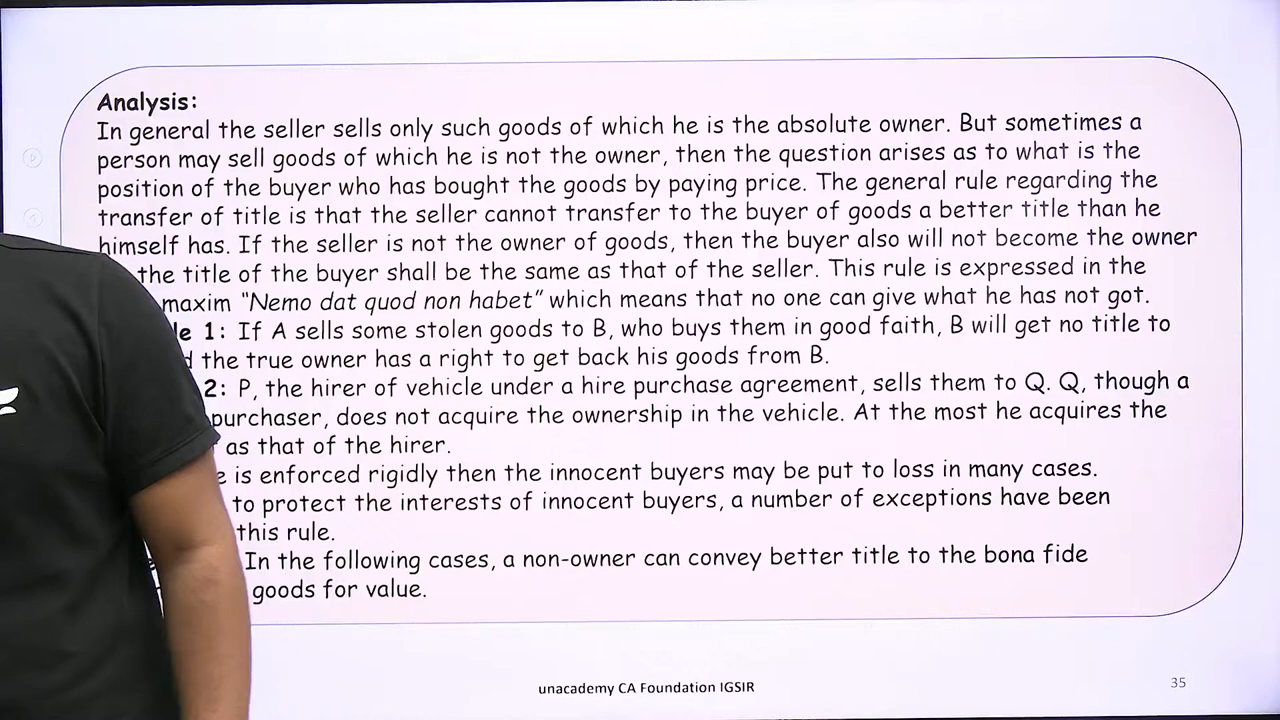 Analysis:
In general the seller sells only such goods of which he is the absolute owner. But sometimes a
person may sell goods of which he is not the owner, then the question arises as to what is the
position of the buyer who has bought the goods by paying price. The general rule regarding the
transfer of title is that the seller cannot transfer to the buyer of goods a better title than he
himself has. If the seller is not the owner of goods, then the buyer also will not become the owner
the title of the buyer shall be the same as that of the seller. This rule is expressed in the
maxim “Nemo dat quod non habet” which means that no one can give what he has not got.
1: If A sells some stolen goods to B, who buys them in good faith, B will get no title to
the true owner has a right to get back his goods from B.
2: P, the hirer of vehicle under a hire purchase agreement, sells them to Q. Q, though a
purchaser, does not acquire the ownership in the vehicle. At the most he acquires the
as that of the hirer.
is enforced rigidly then the innocent buyers may be put to loss in many cases.
to protect the interests of innocent buyers, a number of exceptions have been
this rule.
In the following cases, a non-owner can convey better title to the bona fide
goods for value.
unacademy CA Foundation IGSIR
35